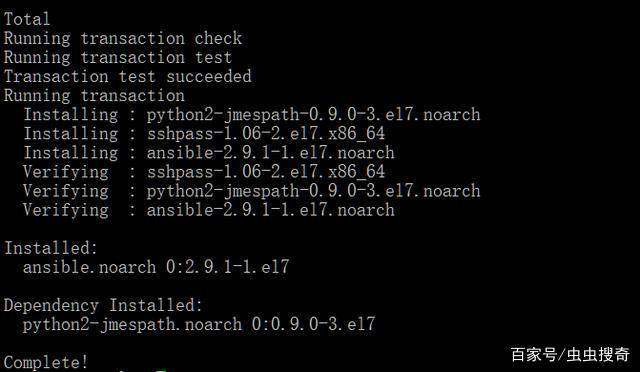 Total
Running transaction check
Running transaction test
Transaction test succeeded
Running transaction
  Installing : python2-jmespath-0.9.0-3.el7.noarch
  Installing : sshpass-1.06-2.el7.x86_64
  Installing : ansible-2.9.1-1.el7.noarch
  Verifying  : sshpass-1.06-2.el7.x86_64
  Verifying  : python2-jmespath-0.9.0-3.el7.noarch
  Verifying  : ansible-2.9.1-1.el7.noarch
Installed:
  ansible.noarch 0:2.9.1-1.el7
Dependency Installed:
  python2-jmespath.noarch 0:0.9.0-3.el7
Complete!
百家号/虫虫搜奇